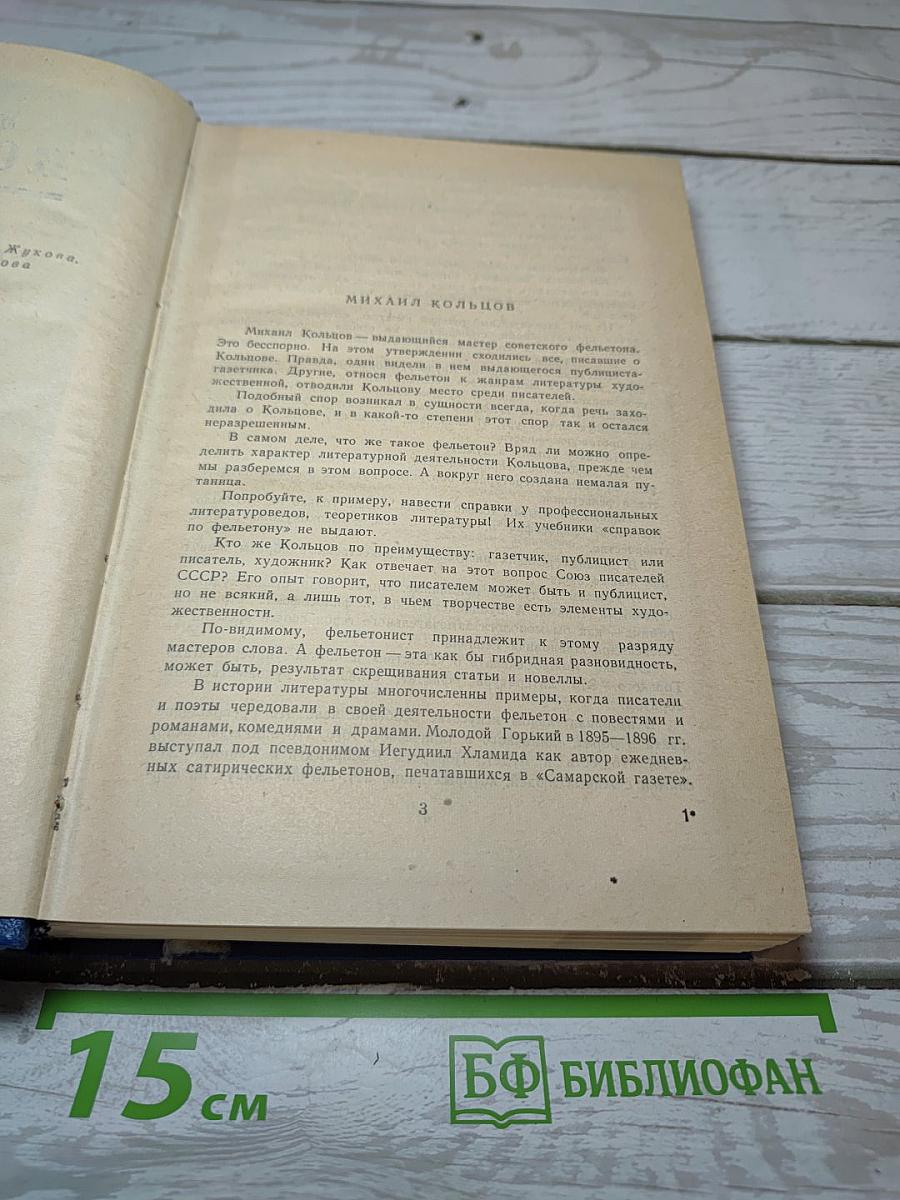 Жукова,
ова
МИХАИЛ КОЛЬЦОВ
Михаил Кольцов — выдающийся мастер советского фельетона.
Это бесспорно. На этом утверждении сходились все, писавшие о
Кольцове. Правда, одни видели в нем выдающегося публициста-
газетчика. Другие, относя фельетон к жанрам литературы худо-
жественной, отводили Кольцову место среди писателей.
Подобный спор возникал в сущности всегда, когда речь захо-
дила о Кольцове, и в какой-то степени этот спор так и остался
неразрешенным.
В самом деле, что же такое фельетон? Вряд ли можно опре-
делить характер литературной деятельности Кольцова, прежде чем
мы разберемся в этом вопросе. А вокруг него создана немалая пу-
таница.
Попробуйте, к примеру, навести справки у профессиональных
литературоведов, теоретиков литературы! Их учебники «справок
по фельетону» не выдают.
Кто же Кольцов по преимуществу: газетчик, публицист или
писатель, художник? Как отвечает на этот вопрос Союз писателей
СССР? Его опыт говорит, что писателем может быть и публицист,
но не всякий, а лишь тот, в чьем творчестве есть элементы худо-
жественности.
По-видимому, фельетонист принадлежит к этому разряду
мастеров слова. А фельетон — эта как бы гибридная разновидность,
может быть, результат скрещивания статьи и новеллы.
В истории литературы многочисленны примеры, когда писатели
и поэты чередовали в своей деятельности фельетон с повестями и
романами, комедиями и драмами. Молодой Горький в 1895—1896 гг.
выступал под псевдонимом Иегудиил Хламида как автор ежеднев-
ных сатирических фельетонов, печатавшихся в «Самарской газете».
3
1*
15 см
БФ БИБЛИОФАН